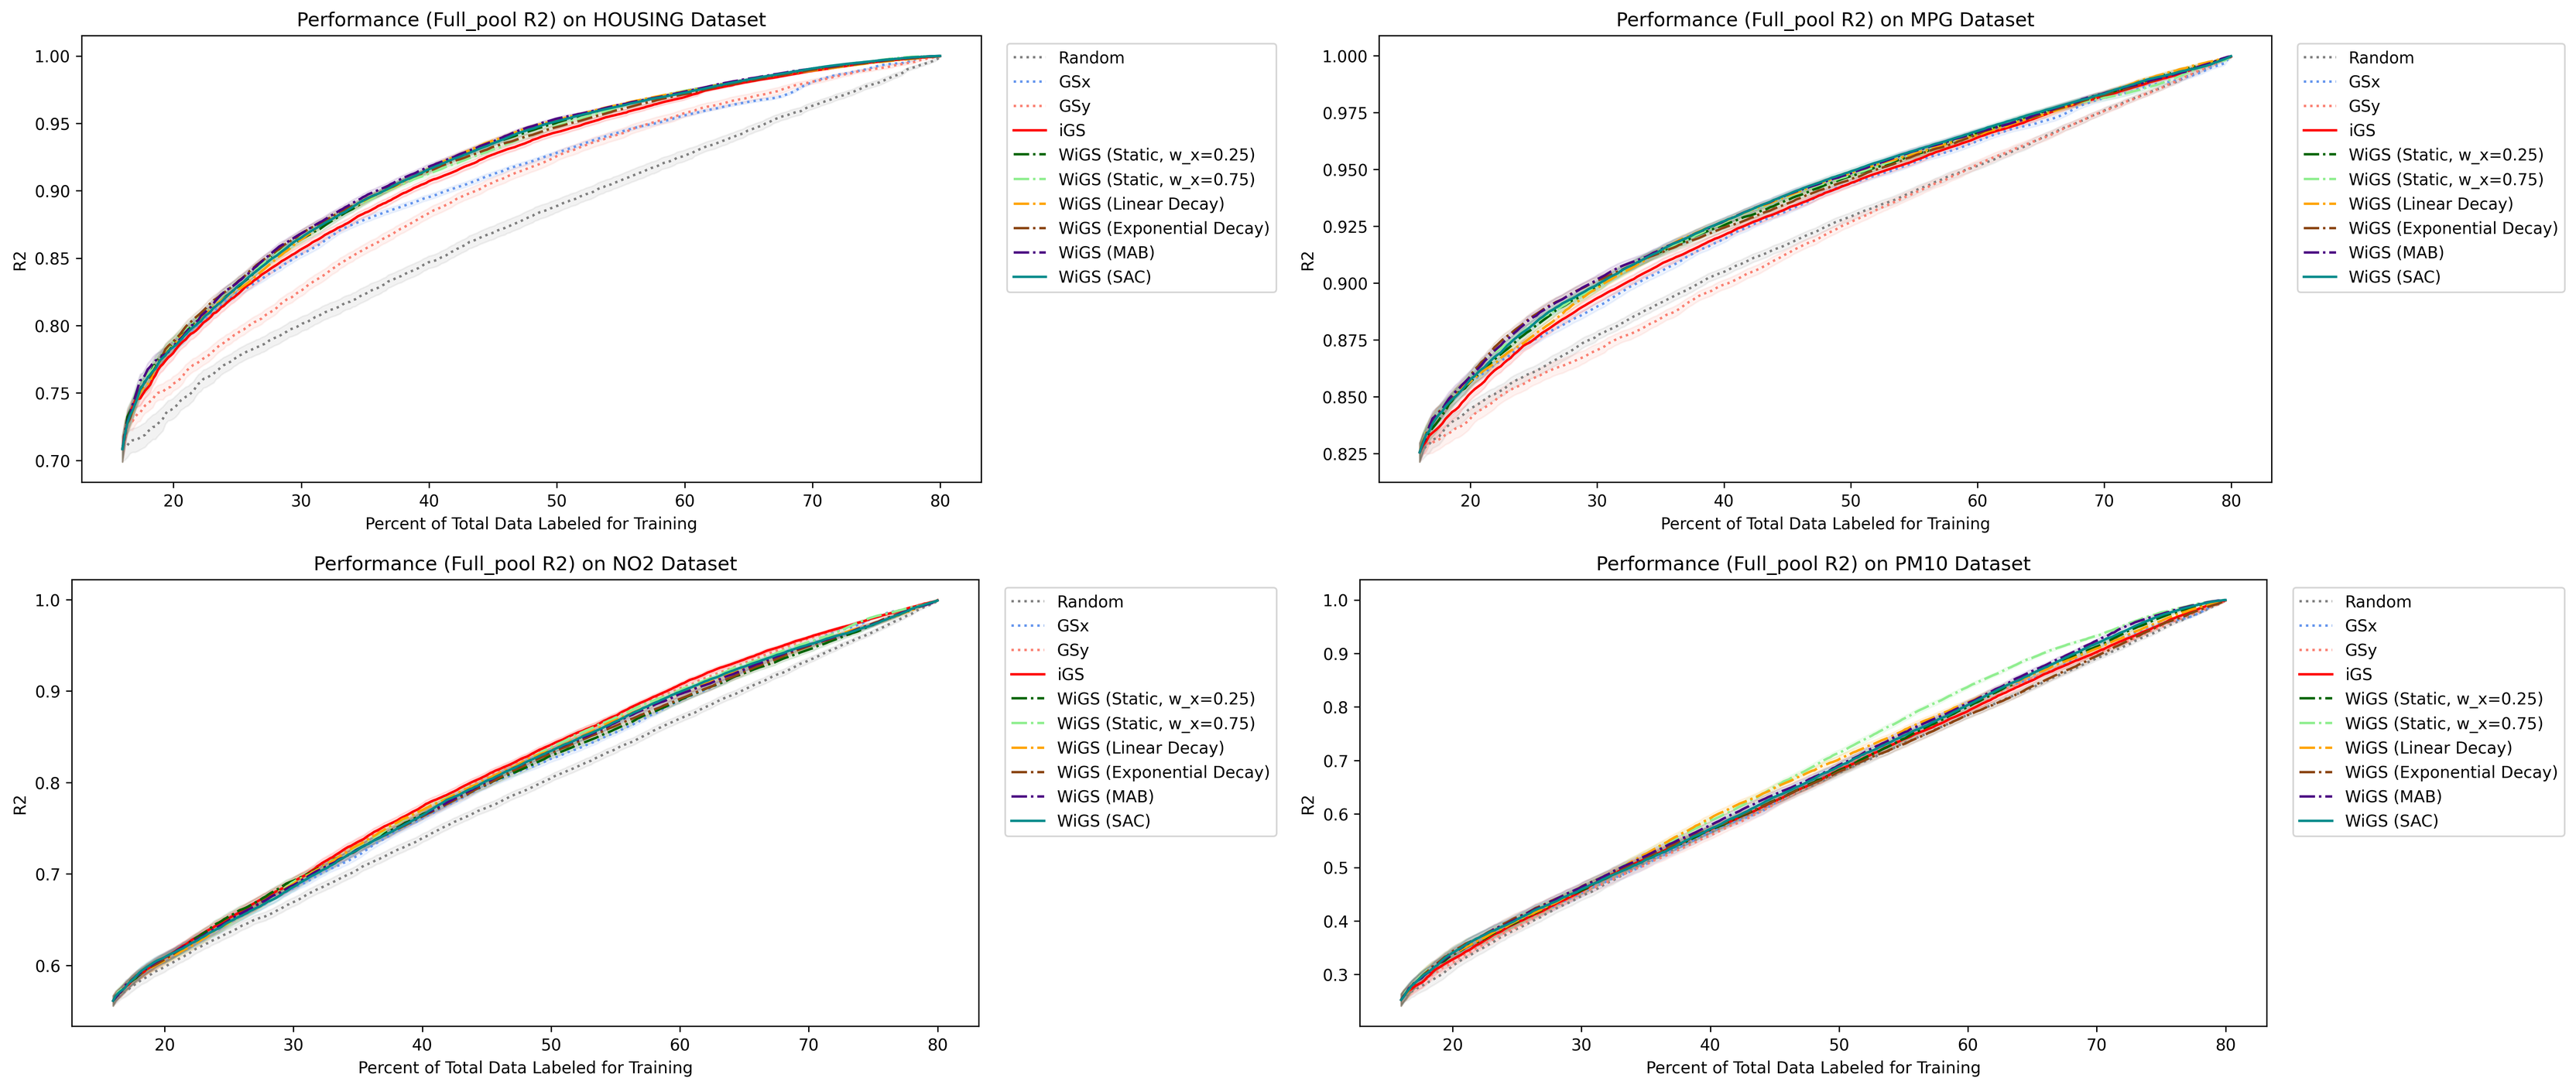 Performance (Full_pool R2) on HOUSING Dataset
R2
1.00
0.95
0.90
0.85
0.80
0.75
0.70
20 30 40 50 60 70 80
Percent of Total Data Labeled for Training
Random
GSx
GSy
iGS
WiGS (Static, w_x=0.25)
WiGS (Static, w_x=0.75)
WiGS (Linear Decay)
WiGS (Exponential Decay)
WiGS (MAB)
WiGS (SAC)
Performance (Full_pool R2) on MPG Dataset
R2
1.000
0.975
0.950
0.925
0.900
0.875
0.850
0.825
20 30 40 50 60 70 80
Percent of Total Data Labeled for Training
Random
GSx
GSy
iGS
WiGS (Static, w_x=0.25)
WiGS (Static, w_x=0.75)
WiGS (Linear Decay)
WiGS (Exponential Decay)
WiGS (MAB)
WiGS (SAC)
Performance (Full_pool R2) on NO2 Dataset
R2
1.0
0.9
0.8
0.7
0.6
20 30 40 50 60 70 80
Percent of Total Data Labeled for Training
Random
GSx
GSy
iGS
WiGS (Static, w_x=0.25)
WiGS (Static, w_x=0.75)
WiGS (Linear Decay)
WiGS (Exponential Decay)
WiGS (MAB)
WiGS (SAC)
Performance (Full_pool R2) on PM10 Dataset
R2
1.0
0.9
0.8
0.7
0.6
0.5
0.4
0.3
20 30 40 50 60 70 80
Percent of Total Data Labeled for Training
Random
GSx
GSy
iGS
WiGS (Static, w_x=0.25)
WiGS (Static, w_x=0.75)
WiGS (Linear Decay)
WiGS (Exponential Decay)
WiGS (MAB)
WiGS (SAC)